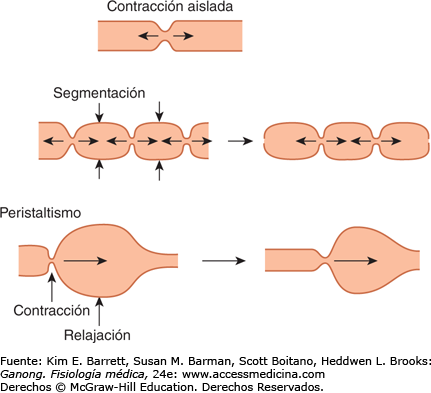 Contracción aislada
Segmentación
Peristaltismo
Contracción
Relajación
Fuente: Kim E. Barrett, Susan M. Barman, Scott Boitano, Heddwen L. Brooks:
Ganong. Fisiología médica, 24e: www.accessmedicina.com
Derechos © McGraw-Hill Education. Derechos Reservados.